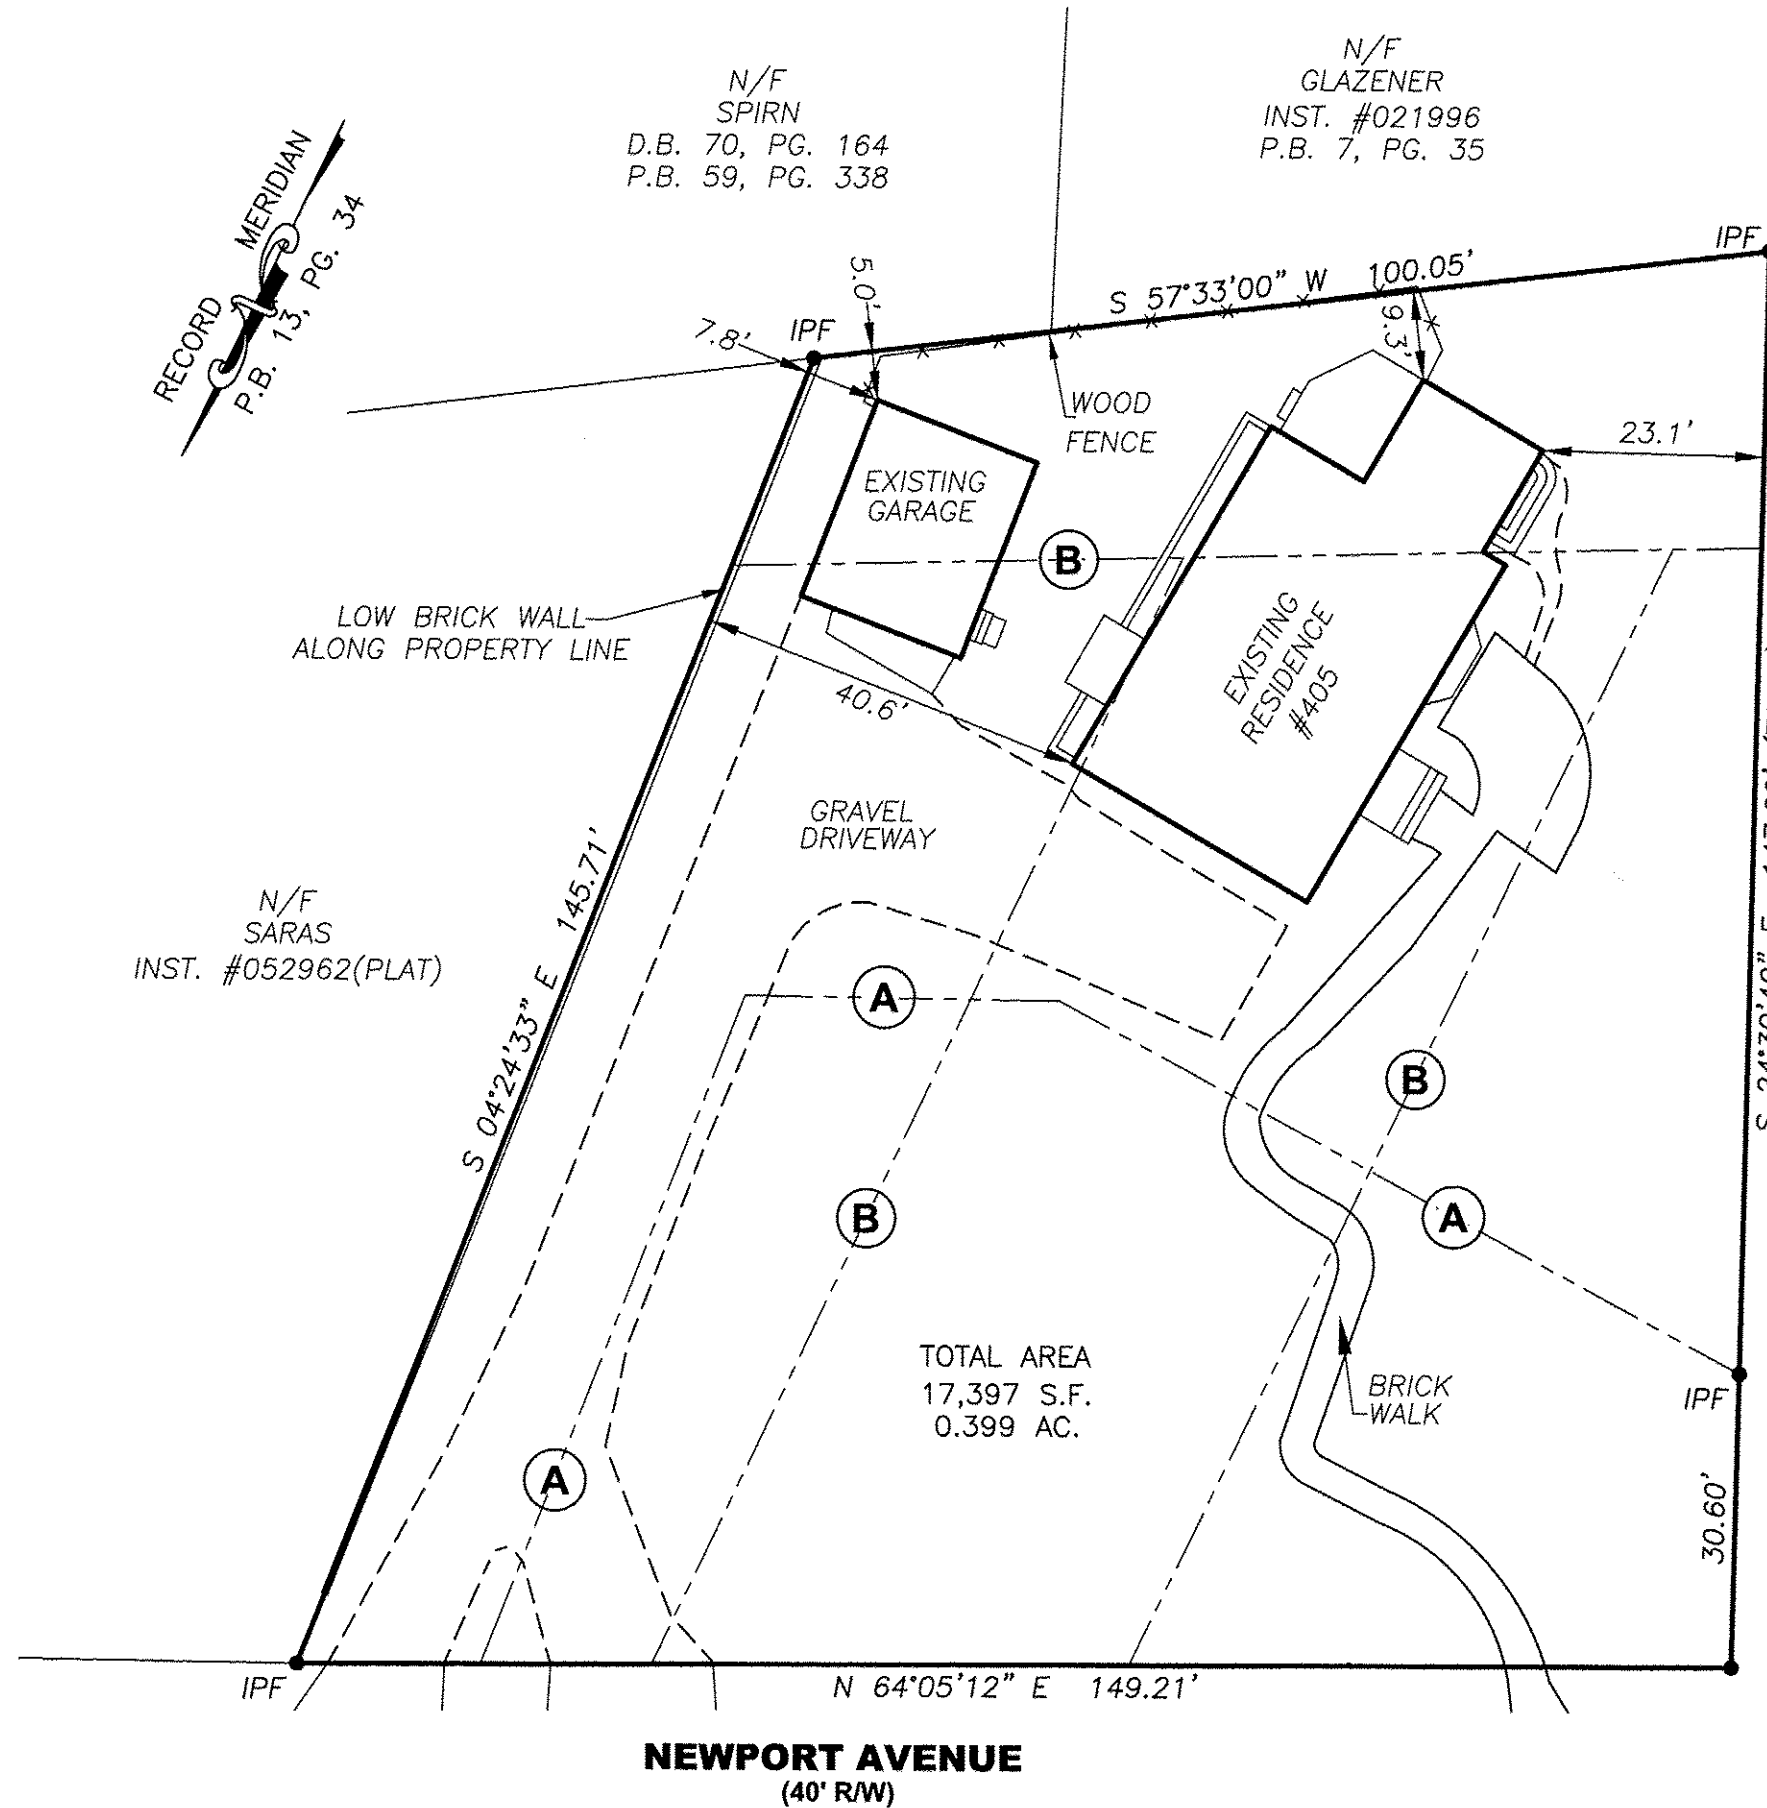 N/F
SPIRN
D.B. 70, PG. 164
P.B. 59, PG. 338
N/F
GLAZENER
INST. #021996
P.B. 7, PG. 35
RECORD MERIDIAN
P.B. 13, PG. 34
IPF
S 57°33'00" W 100.05'
5.0'
7.8'
IPF
9.3'
WOOD
FENCE
23.1'
EXISTING
GARAGE
B
LOW BRICK WALL
ALONG PROPERTY LINE
40.6'
EXISTING
RESIDENCE
#405
GRAVEL
DRIVEWAY
N/F
SARAS
INST. #052962(PLAT)
S 04°24'33" E 145.71'
A
B
B
A
TOTAL AREA
17,397 S.F.
0.399 AC.
BRICK
WALK
IPF
A
30.60'
IPF
N 64°05'12" E 149.21'
NEWPORT AVENUE
(40' R/W)